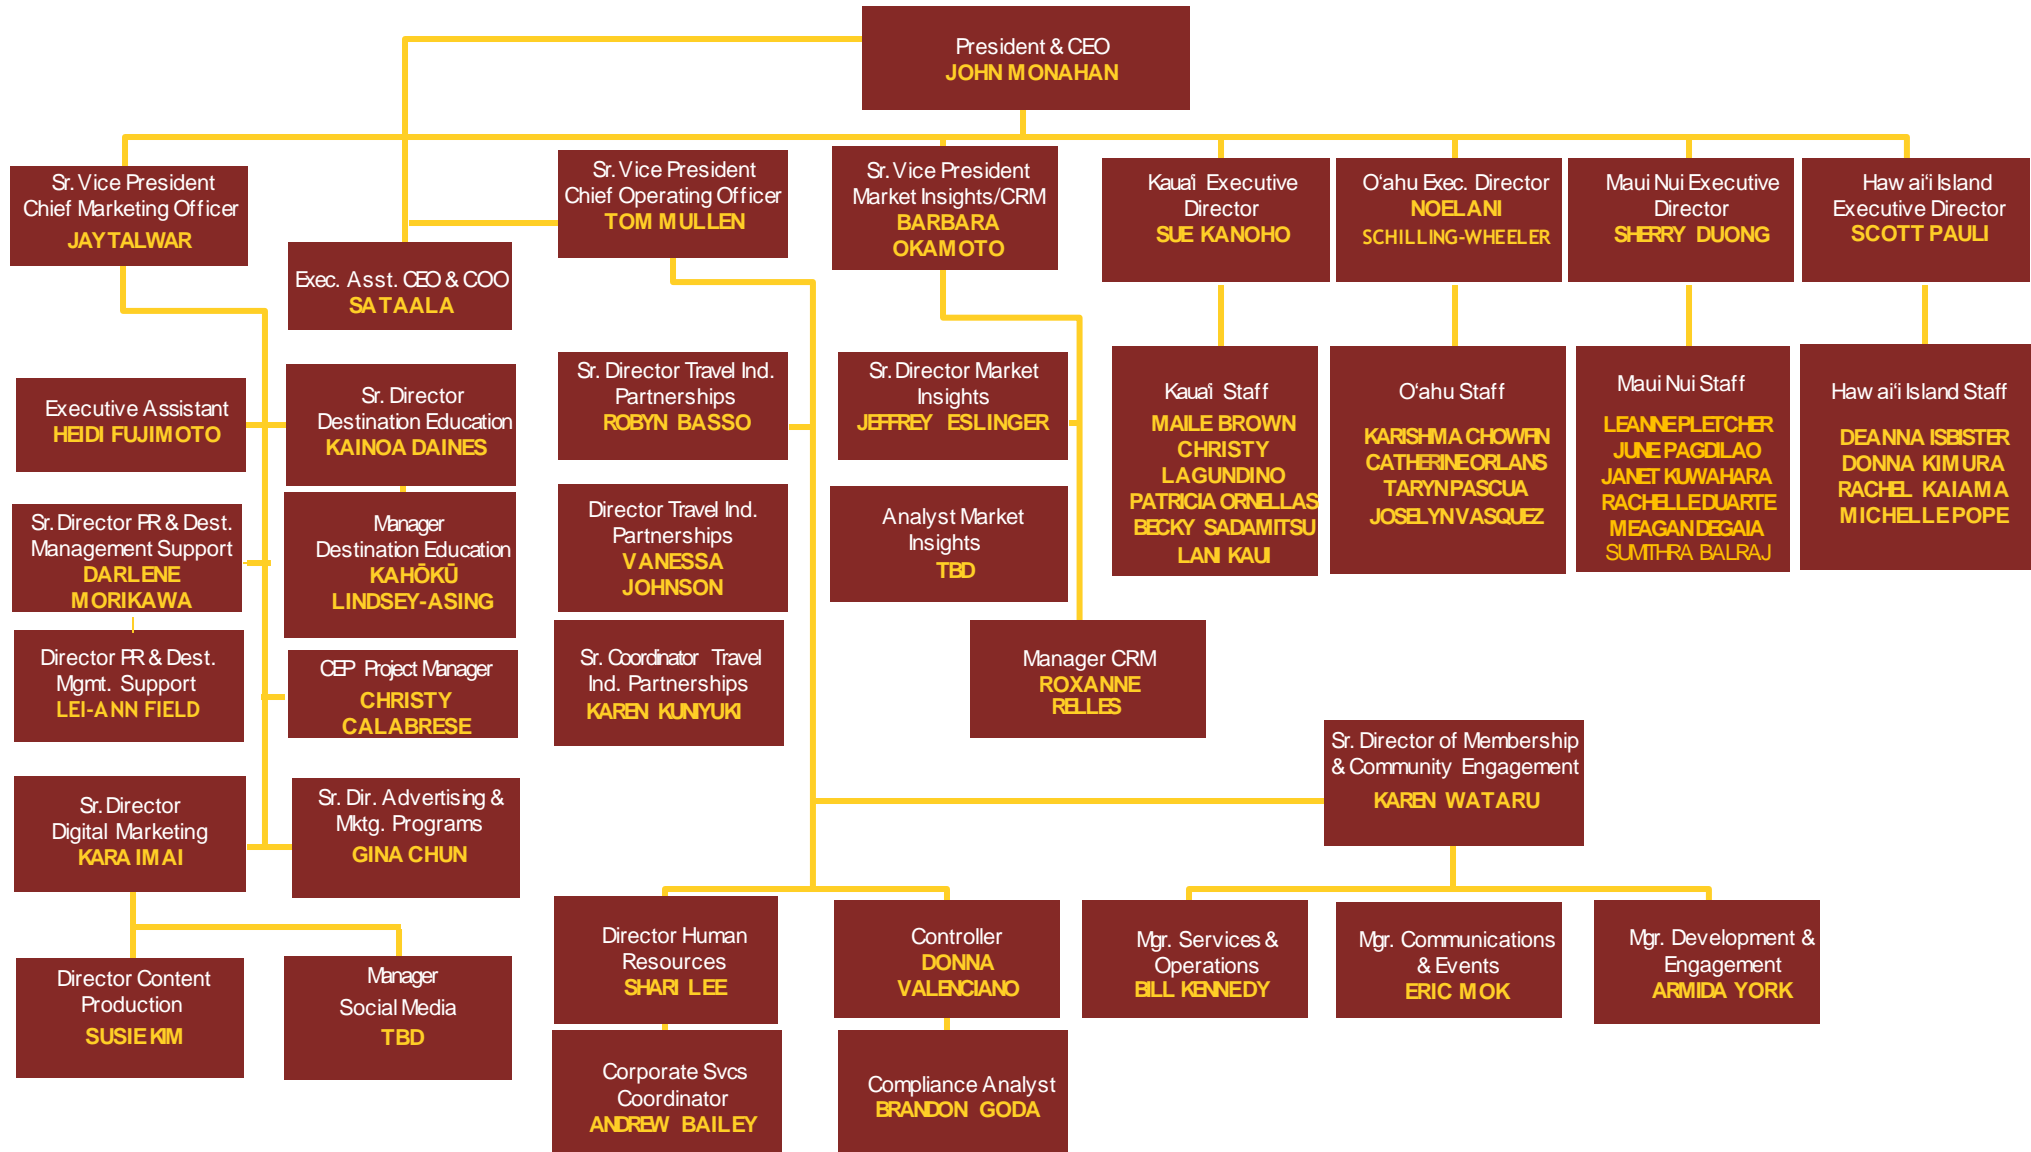 President & CEO
JOHN MONAHAN
Sr. Vice President
Chief Marketing Officer
JAY TALWAR
Exec. Asst. CEO & COO
SA TAALA
Sr. Vice President
Chief Operating Officer
TOM MULLEN
Sr. Vice President
Market Insights/CRM
BARBARA
OKAMOTO
Kaua‘i Executive
Director
SUE KANOHO
O‘ahu Exec. Director
NOELANI
SCHILLING-WHEELER
Maui Nui Executive
Director
SHERRY DUONG
Hawai‘i Island
Executive Director
SCOTT PAULI
Executive Assistant
HEIDI FUJIMOTO
Sr. Director
Destination Education
KAINOA DAINES
Sr. Director Travel Ind.
Partnerships
ROBYN BASSO
Sr. Director Market
Insights
JEFFREY ESLINGER
Kaua‘i Staff
MAILE BROWN
CHRISTY
LAGUNDINO
PATRICIA ORNELLAS
BECKY SADAMITSU
LANI KAUI
O‘ahu Staff
KARISHMA CHOWFIN
CATHERINE ORLANS
TARYN PASCUA
JOSELYN VASQUEZ
Maui Nui Staff
LEANNE PLETCHER
JUNE PAGDILAO
JANET KUWAHARA
RACHELLE DUARTE
MEAGAN DEGAIA
SUMITHRA BALRAJ
Hawai‘i Island Staff
DEANNA ISBISTER
DONNA KIMURA
RACHEL KAIAMA
MICHELLE POPE
Sr. Director PR & Dest.
Management Support
DARLENE
MORIKAWA
Manager
Destination Education
KAHŌKŪ
LINDSEY-ASING
Director Travel Ind.
Partnerships
VANESSA
JOHNSON
Analyst Market
Insights
TBD
Director PR & Dest.
Mgmt. Support
LEI-ANN FIELD
CEP Project Manager
CHRISTY
CALABRESE
Sr. Coordinator Travel
Ind. Partnerships
KAREN KUNIYUKI
Manager CRM
ROXANNE
RELLES
Sr. Director of Membership
& Community Engagement
KAREN WATARU
Sr. Director
Digital Marketing
KARA IMAI
Sr. Dir. Advertising &
Mktg. Programs
GINA CHUN
Director Content
Production
SUSIE KIM
Manager
Social Media
TBD
Director Human
Resources
SHARI LEE
Controller
DONNA
VALENCIANO
Mgr. Services &
Operations
BILL KENNEDY
Mgr. Communications
& Events
ERIC MOK
Mgr. Development &
Engagement
ARMIDA YORK
Corporate Svcs
Coordinator
ANDREW BAILEY
Compliance Analyst
BRANDON GODA